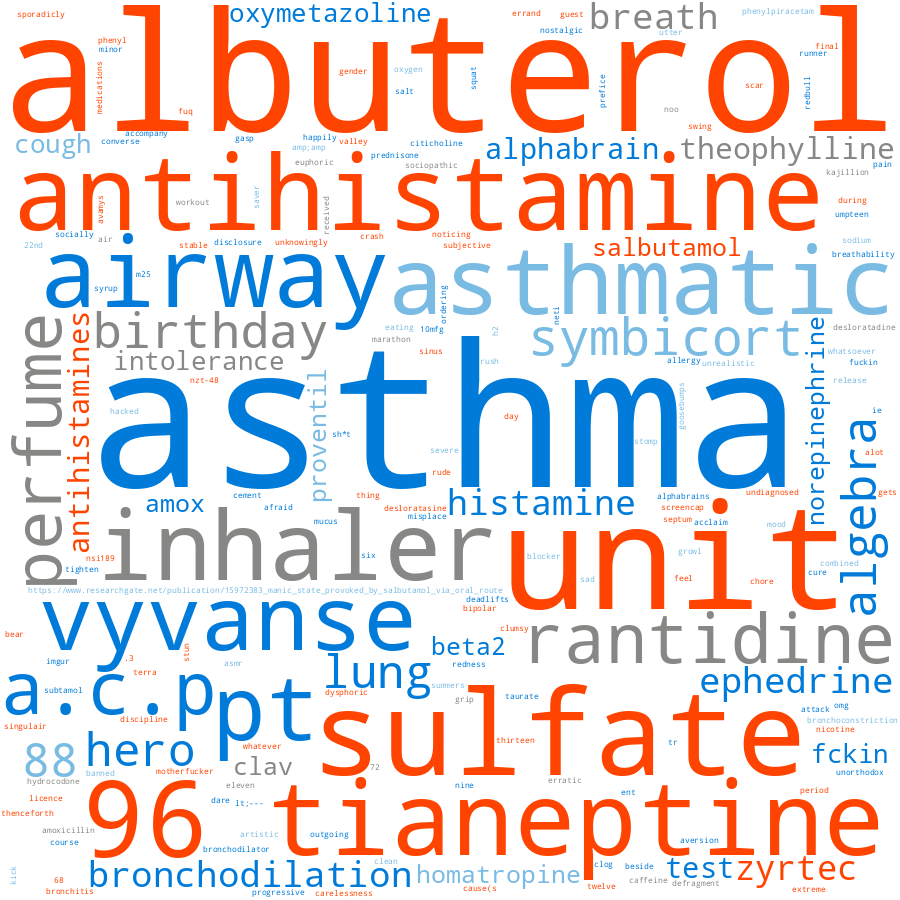 sporadicly
oxymetazoline
errand
guest
breath
phenylpiracetam
albuterol
phenyl
minor
medications
fuq
gender
oxygen
salt
squat
nostalgic
prefice
utter
noo
scar
final
runner
redbull
swing
cough
accompany
converse
gasp
happily
amp;amp
valley
prednisone
citicholine
sociopathic
euphoric
alphabrain
theophylline
pain
kajillion
antihistamine
avamys
workout
saver
received
during
umpteen
22nd
socially
air
stable
disclosure
unknowingly
crash
noticing
subjective
salbutamol
sodium
breathability
airway
m25
syrup
asthmatic
ordering
neti
h2
desloratadine
perfume
antihistamines
birthday
eating
10mfg
marathon
symbicort
norepinephrine
whatsoever
fuckin
intolerance
sinus
rush
allergy
unrealistic
nzt-48
proventil
hacked
asthma
goosebumps
release
ie
day
sh*t
severe
stomp
algebra
alot
rude
gets
cement
afraid
thing
desloratasine
amox
histamine
alphabrains
undiagnosed
screencap
misplace
mucus
septum
acclaim
mood
inhaler
unit
nsi189
tighten
six
blocker
growl
combined
cure
sad
feel
chore
https://www.researchgate.net/publication/15972383_manic_state_provoked_by_salbutamol_via_oral_route
deadlifts
bipolar
vyvanse
bear
clumsy
rantidine
stun
beta2
imgur
.3
asmr
redness
terra
lung
a.c.p
pt
subtamol
dysphoric
summers
taurate
ephedrine
grip
attack
omg
singulair
discipline
sulfate
bronchoconstriction
nicotine
hero
whatever
thirteen
tr
fckin
88
banned
motherfucker
clav
72
unorthodox
hydrocodone
eleven
erratic
nine
ent
period
licence
96
tianeptine
dare
lt;---
thenceforth
amoxicillin
course
artistic
outgoing
bronchodilator
aversion
clean
clog
beside
test
zyrtec
kick
68
bronchitis
bronchodilation
homatropine
caffeine
defragment
progressive
carelessness
cause(s
twelve
extreme